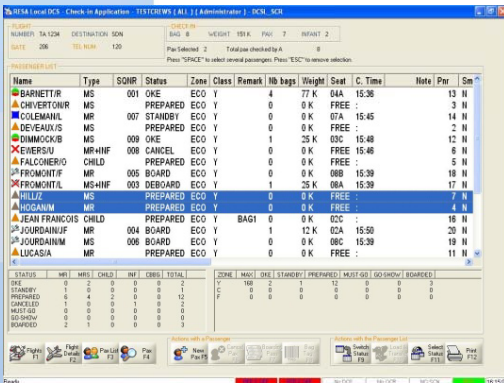 RESA Local DCS - Check-in Application - TESTCREWS ( ALL ) ( Administrator ) - DCSL_SCR
FLIGHT
NUMBER TA 1234 DESTINATION SDN
GATE 206 TEL NUM 120
CHECK-IN
BAG 8 WEIGHT 151 K PAX 7 INFANT 2
Pax Selected 2 Total pax checked by A 8
Press "SPACE" to select several passengers. Press "ESC" to remove selection.
PASSENGER LIST
Name Type SQNR Status Zone Class Remark Nb bags Weight Seat C. Time Note Pnr Sm
BARNETT/R MS 001 OKE ECO Y 4 77 K 04A 15:36 13 N
CHIVERTON/R MS PREPARED ECO Y 0 0 K FREE : 3 N
COLEMAN/L MR 007 STANDBY ECO Y 0 0 K 07A 15:45 14 N
DEVEAUX/S MS PREPARED ECO Y 0 0 K FREE : 2 N
DIMMOCK/B MS 009 OKE ECO Y 1 25 K 03C 15:48 12 N
EWERS/U MR+INF 008 CANCEL ECO Y 0 0 K FREE 15:46 6 N
FALCONER/O CHILD PREPARED ECO Y 0 0 K FREE : 5 N
FROMONT/F MR 005 BOARD ECO Y 0 0 K 08B 15:39 18 N
FROMONT/L MS+INF 003 DEBOARD ECO Y 1 25 K 08A 15:39 17 N
HILL/Z MS PREPARED ECO Y 0 0 K FREE : 7 N
HOGAN/M MS PREPARED ECO Y 0 0 K FREE : 4 N
JEAN FRANCOIS CHILD PREPARED ECO Y BAG1 0 0 K 02C : 16 N
JOURDAIN/JF MR 004 BOARD ECO Y 1 12 K 02A 15:50 20 N
JOURDAIN/M MS 006 BOARD ECO Y 0 0 K 08C 15:39 19 N
LUCAS/A MR PREPARED ECO Y 0 0 K FREE : 11 N
STATUS MR MRS CHILD INF CBBG TOTAL
OKE 0 2 0 0 0 2
STANDBY 1 0 0 0 0 1
PREPARED 6 4 2 0 0 12
CANCELED 1 0 0 1 0 2
MUST-GO 0 0 0 0 0 0
GO-SHOW 0 0 0 0 0 0
BOARDED 2 1 0 0 0 3
ZONE MAX OKE STANDBY PREPARED MUST-GO GO-SHOW BOARDED
Y 168 2 1 12 0 0 3
C 0 0 0 0 0 0 0
F 0 0 0 0 0 0 0
Actions with a Passenger
Actions with the Passenger List
Flights F1
Flight Details F2
Pax List F3
Pax F4
New Pax F5
Switch Status F9
Select Status F11
Print F12
Ready